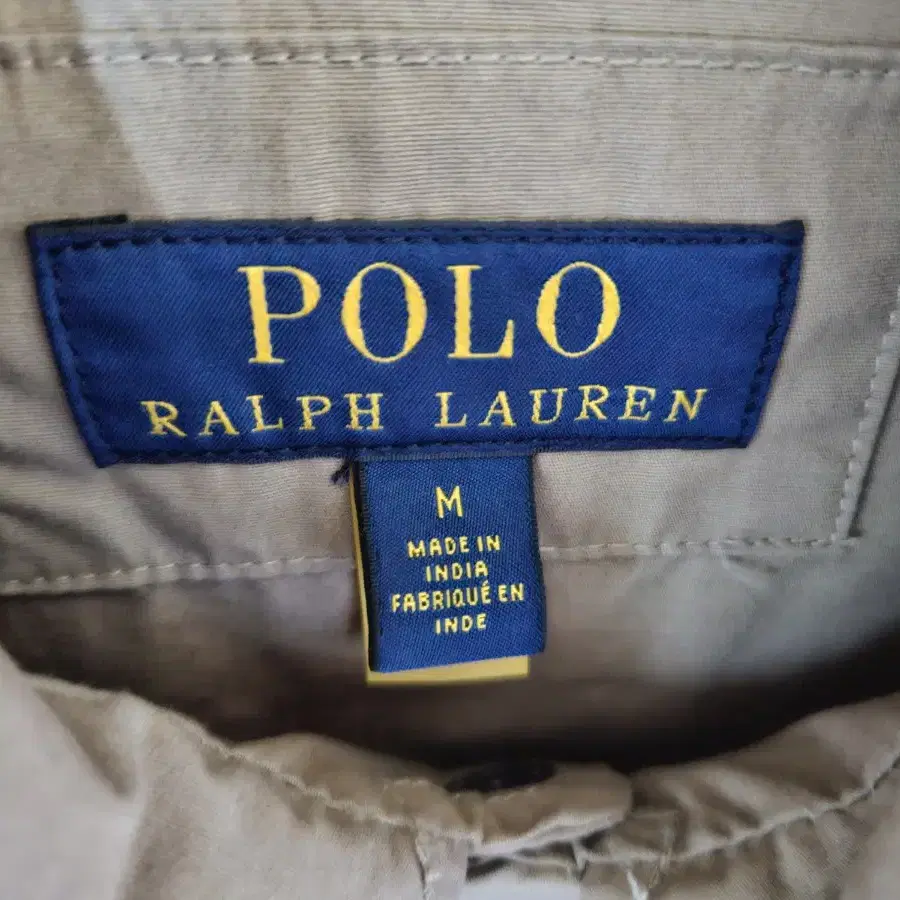 POLO
RALPH LAUREN
M
MADE IN
INDIA
FABRIQUÉ EN
INDE